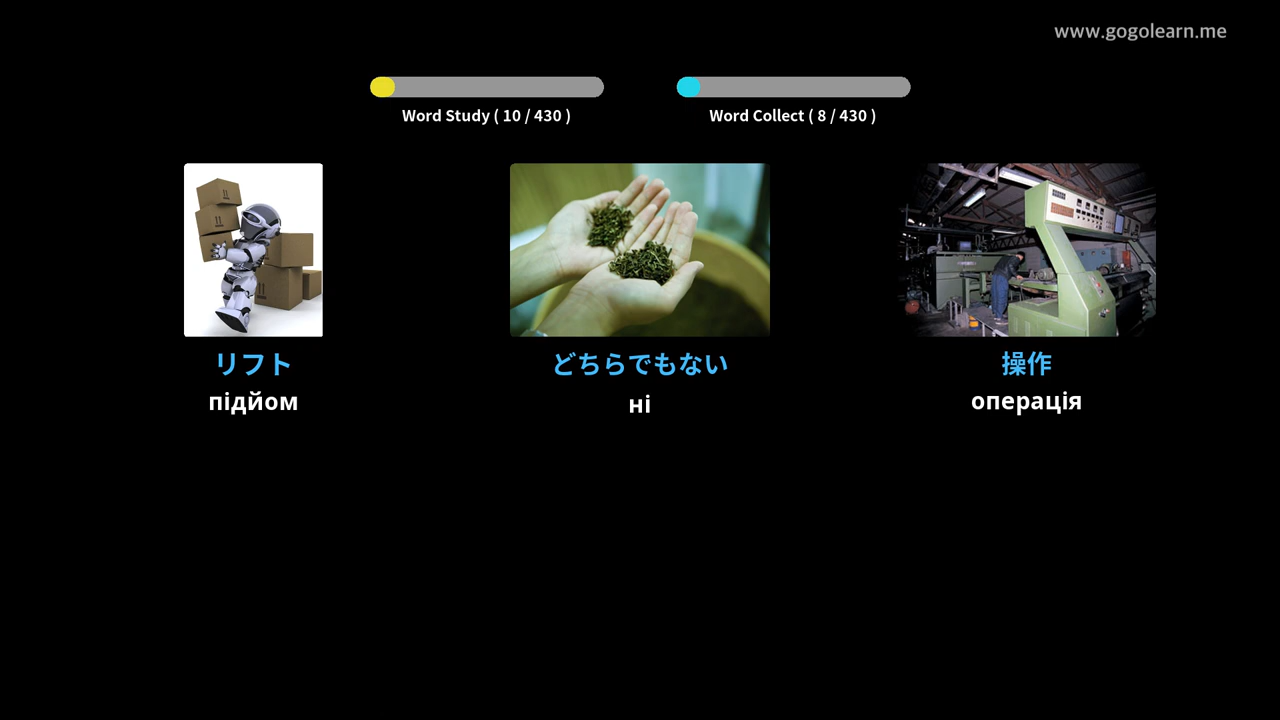 www.gogolearn.me
Word Study ( 10 / 430 )
Word Collect ( 8 / 430 )
リフト
підйом
どちらでもない
ні
操作
операція